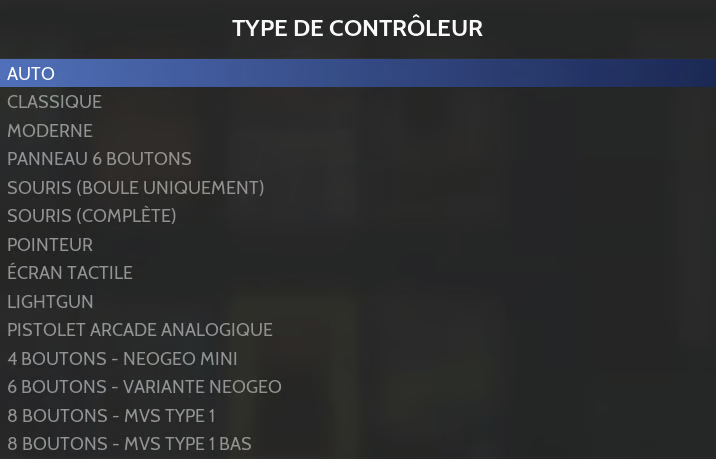 TYPE DE CONTRÔLEUR
AUTO
CLASSIQUE
MODERNE
PANNEAU 6 BOUTONS
SOURIS (BOULE UNIQUEMENT)
SOURIS (COMPLÈTE)
POINTEUR
ÉCRAN TACTILE
LIGHTGUN
PISTOLET ARCADE ANALOGIQUE
4 BOUTONS - NEOGEO MINI
6 BOUTONS - VARIANTE NEOGEO
8 BOUTONS - MVS TYPE 1
8 BOUTONS - MVS TYPE 1 BAS